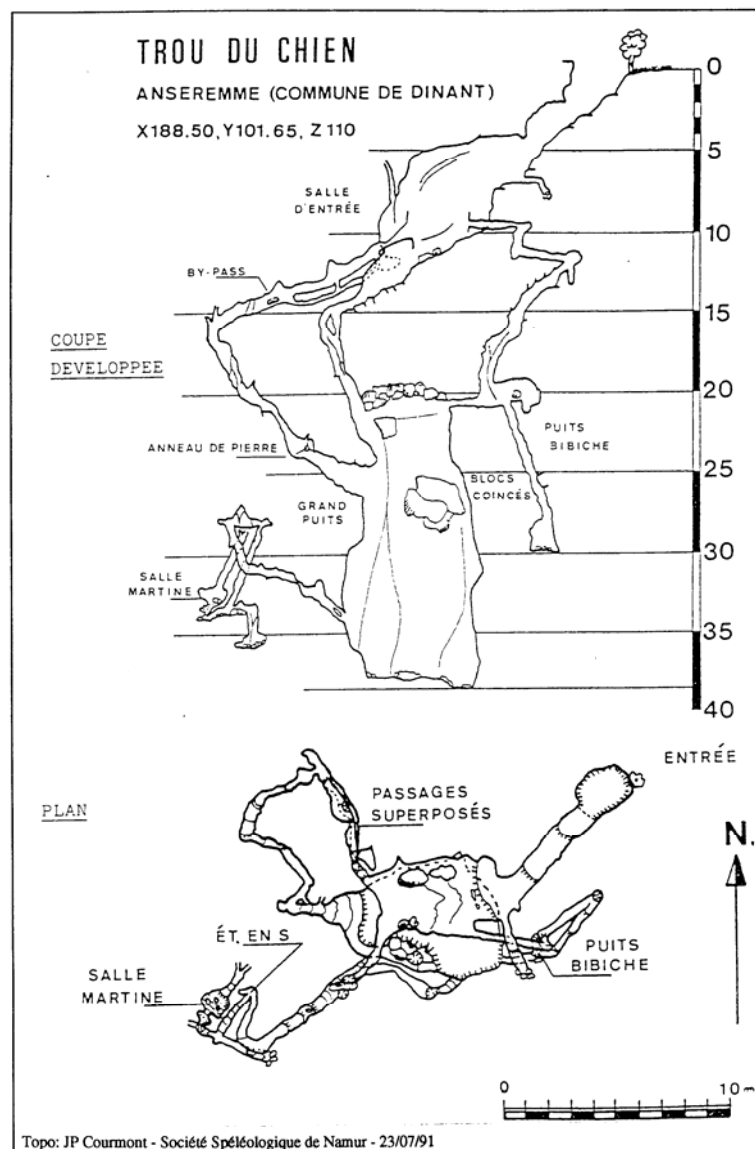 TROU DU CHIEN
ANSEREMME (COMMUNE DE DINANT)
X188.50, Y101.65, Z110
0
5
SALLE
D'ENTRÉE
10
BY-PASS
15
COUPE
DÉVELOPPÉE
20
PUITS
BIBICHE
ANNEAU DE PIERRE
25
BLOCS
COINCÉS
GRAND
PUITS
30
SALLE
MARTINE
35
40
ENTRÉE
PLAN
PASSAGES
SUPERPOSÉS
N.
ÉT. EN S
PUITS
BIBICHE
SALLE
MARTINE
0 10 m
Topo: JP Courmont - Société Spéléologique de Namur - 23/07/91